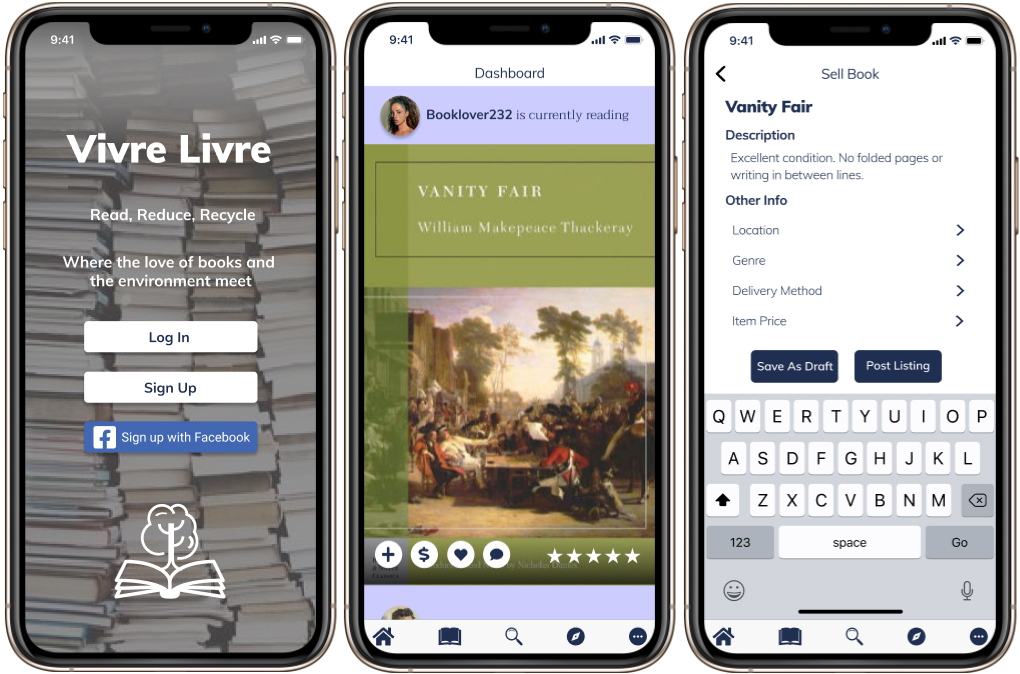 9:41
Vivre Livre
Read, Reduce, Recycle
Where the love of books and
the environment meet
Log In
Sign Up
Sign up with Facebook
9:41
Dashboard
Booklover232 is currently reading
VANITY FAIR
William Makepeace Thackeray
9:41
Sell Book
Vanity Fair
Description
Excellent condition. No folded pages or
writing in between lines.
Other Info
Location
Genre
Delivery Method
Item Price
Save As Draft
Post Listing
Q W E R T Y U I O P
A S D F G H J K L
Z X C V B N M
123 space Go